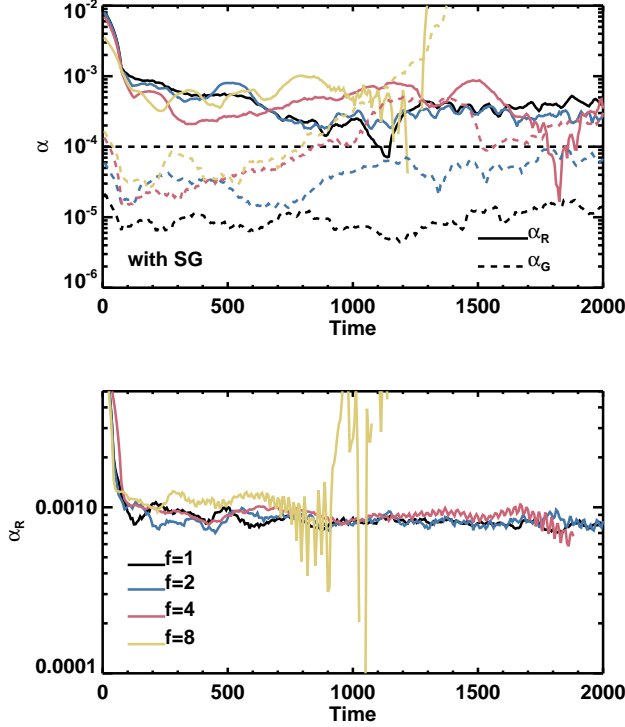 10⁻²
10⁻³
10⁻⁴
10⁻⁵
10⁻⁶
α
with SG
α_R
α_G
0 500 1000 1500 2000
Time
0.0010
0.0001
α_R
f=1
f=2
f=4
f=8
0 500 1000 1500 2000
Time